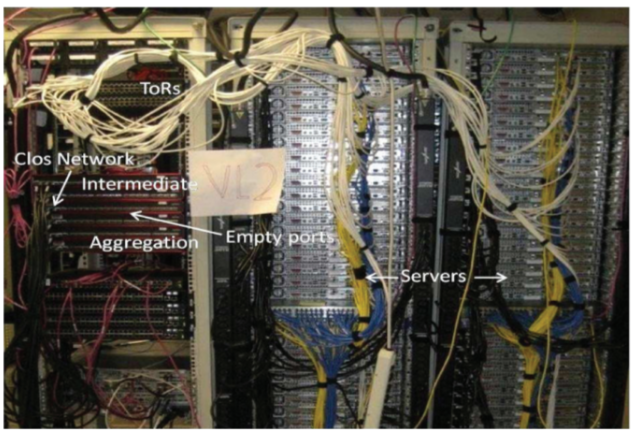 ToRs
Clos Network
Intermediate
VL2
Aggregation
Empty ports
Servers